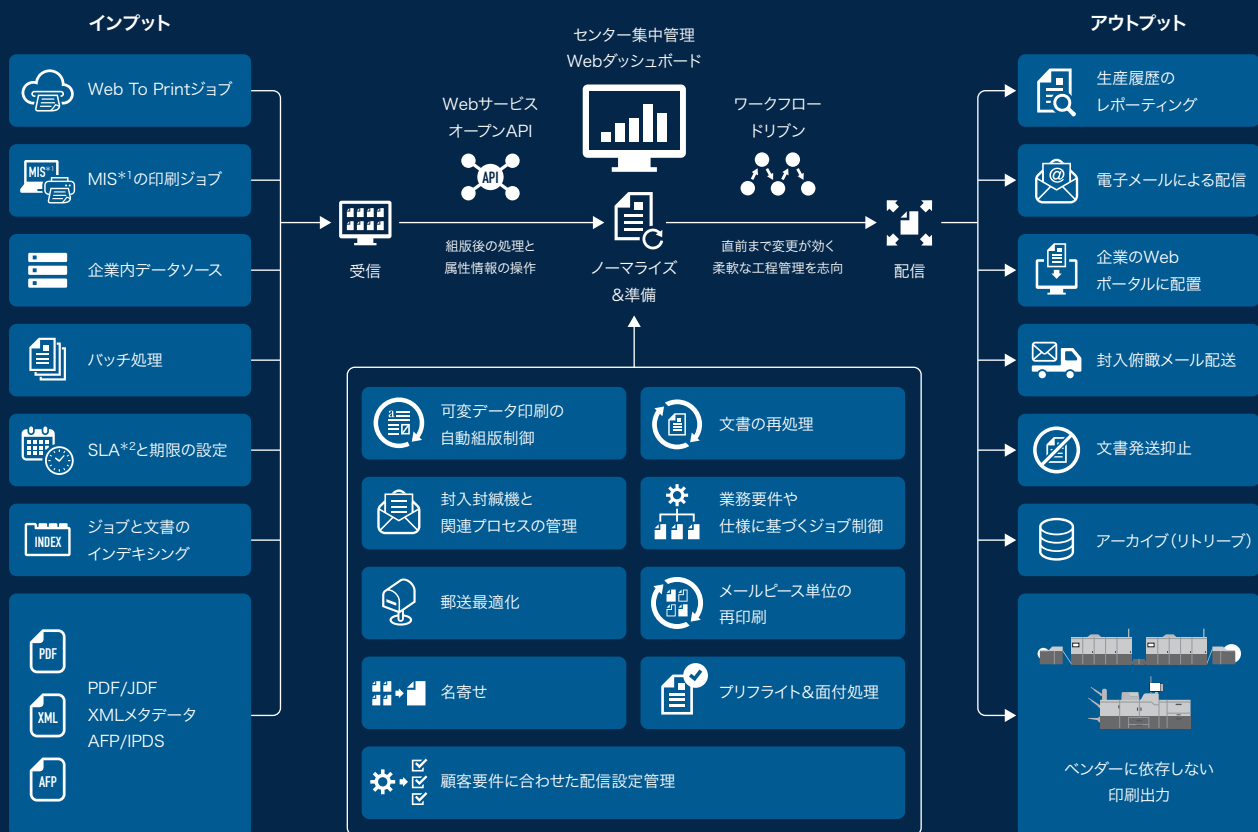 インプット
Web To Printジョブ
MIS*1
MIS*1の印刷ジョブ
企業内データソース
バッチ処理
SLA*2と期限の設定
INDEX
ジョブと文書の
インデキシング
PDF
XML
AFP
PDF/JDF
XMLメタデータ
AFP/IPDS
受信
Webサービス
オープンAPI
API
組版後の処理と
属性情報の操作
センター集中管理
Webダッシュボード
ノーマライズ
&準備
ワークフロー
ドリブン
直前まで変更が効く
柔軟な工程管理を志向
配信
可変データ印刷の
自動組版制御
文書の再処理
封入封緘機と
関連プロセスの管理
業務要件や
仕様に基づくジョブ制御
郵送最適化
メールピース単位の
再印刷
名寄せ
プリフライト&面付処理
顧客要件に合わせた配信設定管理
アウトプット
生産履歴の
レポーティング
@
電子メールによる配信
企業のWeb
ポータルに配置
封入俯瞰メール配送
文書発送抑止
アーカイブ(リトリーブ)
ベンダーに依存しない
印刷出力